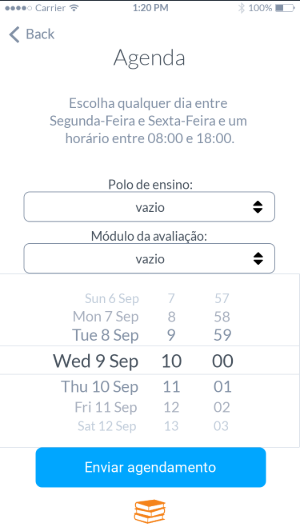 Carrier 1:20 PM 100%
Back
Agenda
Escolha qualquer dia entre
Segunda-Feira e Sexta-Feira e um
horário entre 08:00 e 18:00.
Polo de ensino:
vazio
Módulo da avaliação:
vazio
Sun 6 Sep 7 57
Mon 7 Sep 8 58
Tue 8 Sep 9 59
Wed 9 Sep 10 00
Thu 10 Sep 11 01
Fri 11 Sep 12 02
Sat 12 Sep 13 03
Enviar agendamento